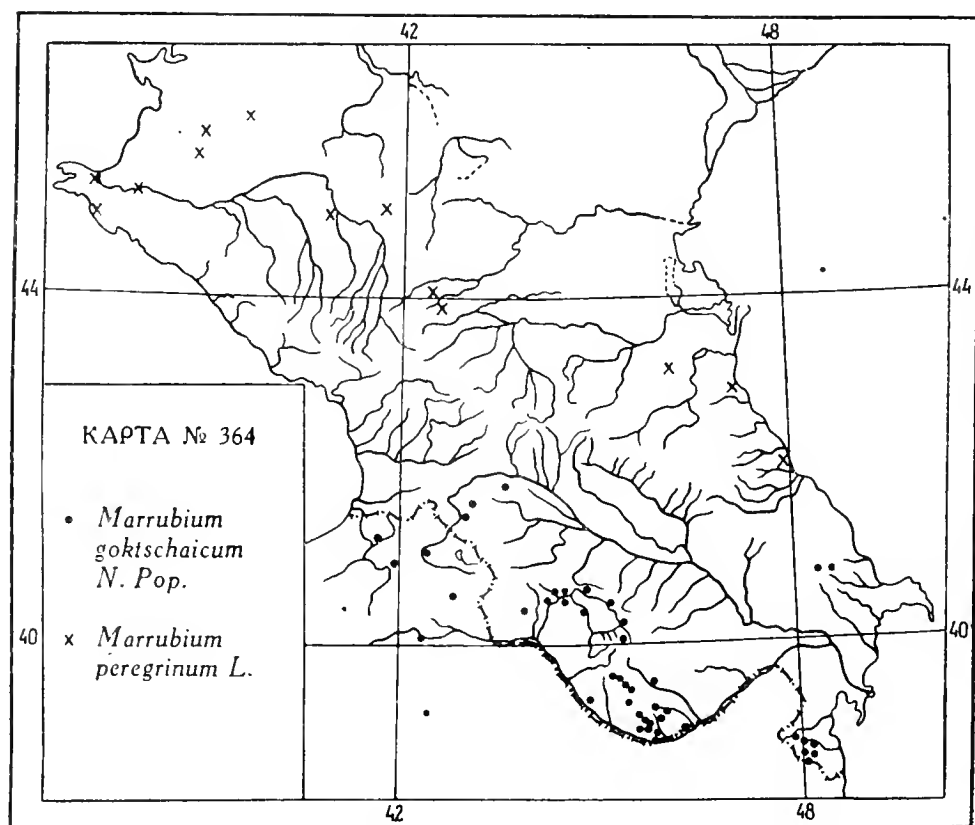 42 48
44 44
КАРТА № 364
• Marrubium
goktschaicum
N. Pop.
40 40
x Marrubium
peregrinum L.
42 48